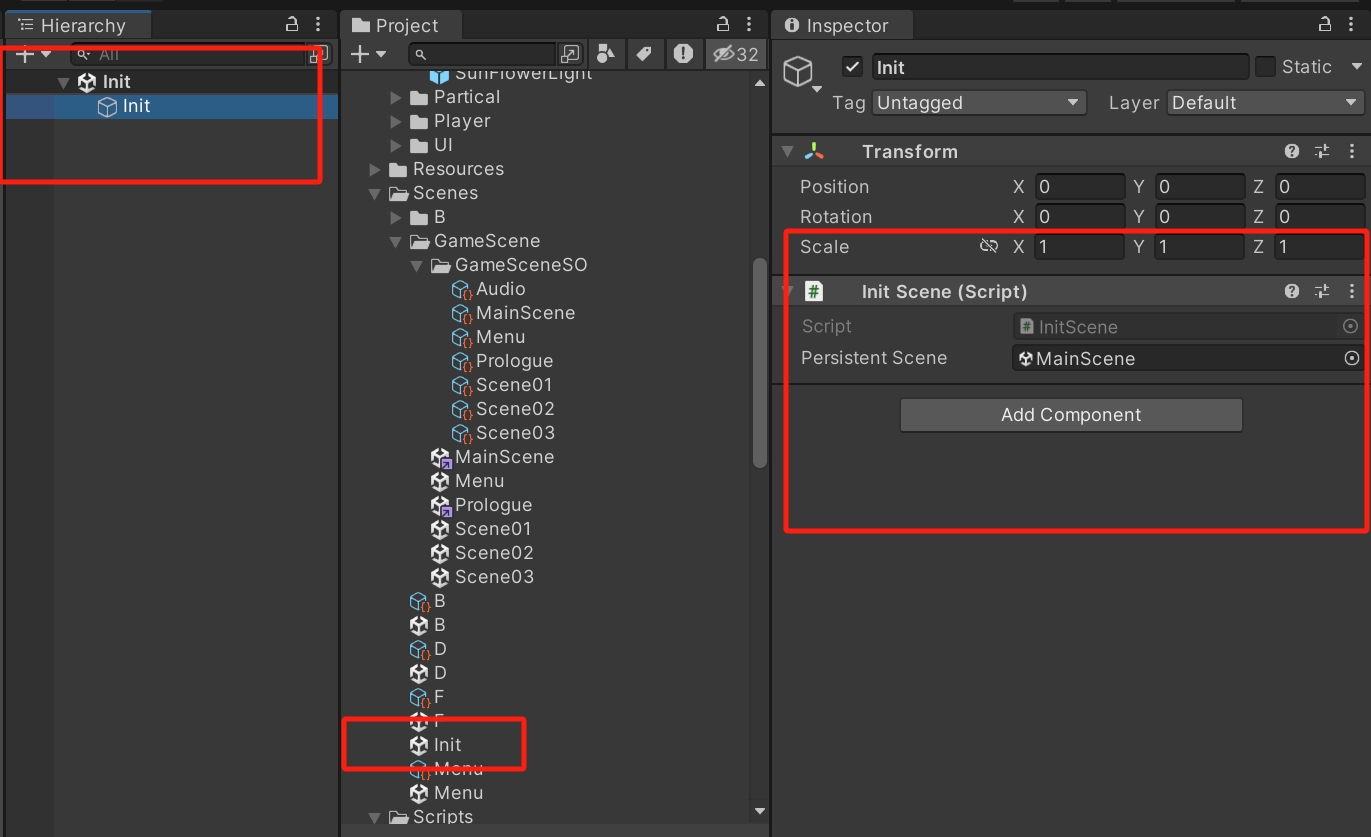 Hierarchy
All
Init
Init
Project
32
SunFlowerLight
Partical
Player
UI
Resources
Scenes
B
GameScene
GameSceneSO
Audio
MainScene
Menu
Prologue
Scene01
Scene02
Scene03
MainScene
Menu
Prologue
Scene01
Scene02
Scene03
B
B
D
D
F
F
Init
Menu
Menu
Scripts
Inspector
Init
Static
Tag Untagged Layer Default
Transform
Position X 0 Y 0 Z 0
Rotation X 0 Y 0 Z 0
Scale X 1 Y 1 Z 1
# Init Scene (Script)
Script # InitScene
Persistent Scene MainScene
Add Component